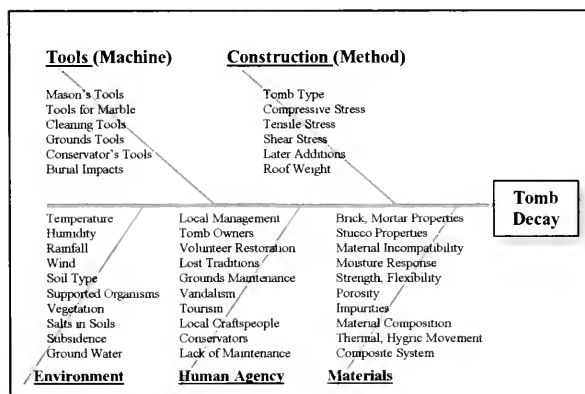 Tools (Machine)
Mason's Tools
Tools for Marble
Cleaning Tools
Grounds Tools
Conservator's Tools
Burial Impacts
Construction (Method)
Tomb Type
Compressive Stress
Tensile Stress
Shear Stress
Later Additions
Roof Weight
Tomb
Decay
Temperature
Humidity
Rainfall
Wind
Soil Type
Supported Organisms
Vegetation
Salts in Soils
Subsidence
Ground Water
Environment
Local Management
Tomb Owners
Volunteer Restoration
Lost Traditions
Grounds Maintenance
Vandalism
Tourism
Local Craftspeople
Conservators
Lack of Maintenance
Human Agency
Brick, Mortar Properties
Stucco Properties
Material Incompatibility
Moisture Response
Strength, Flexibility
Porosity
Impurities
Material Composition
Thermal, Hygric Movement
Composite System
Materials